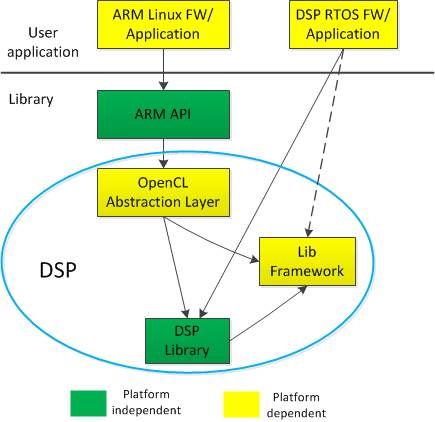 ARM Linux FW/
Application
DSP RTOS FW/
Application
User
application
Library
ARM API
OpenCL
Abstraction Layer
Lib
Framework
DSP
DSP
Library
Platform
independent
Platform
dependent